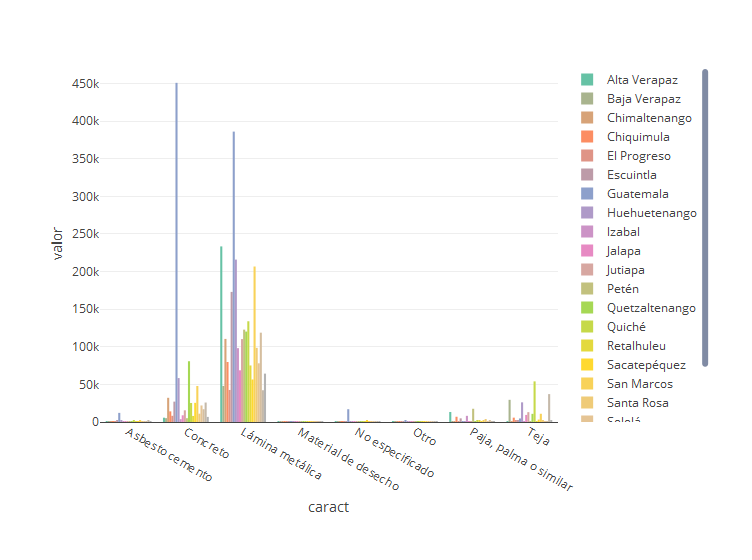 450k
400k
350k
300k
250k
200k
150k
100k
50k
0
valor
Asbesto cemento
Concreto
Lámina metálica
Material de desecho
No especificado
Otro
Paja, palma o similar
Teja
caract
Alta Verapaz
Baja Verapaz
Chimaltenango
Chiquimula
El Progreso
Escuintla
Guatemala
Huehuetenango
Izabal
Jalapa
Jutiapa
Petén
Quetzaltenango
Quiché
Retalhuleu
Sacatepéquez
San Marcos
Santa Rosa
Sololá